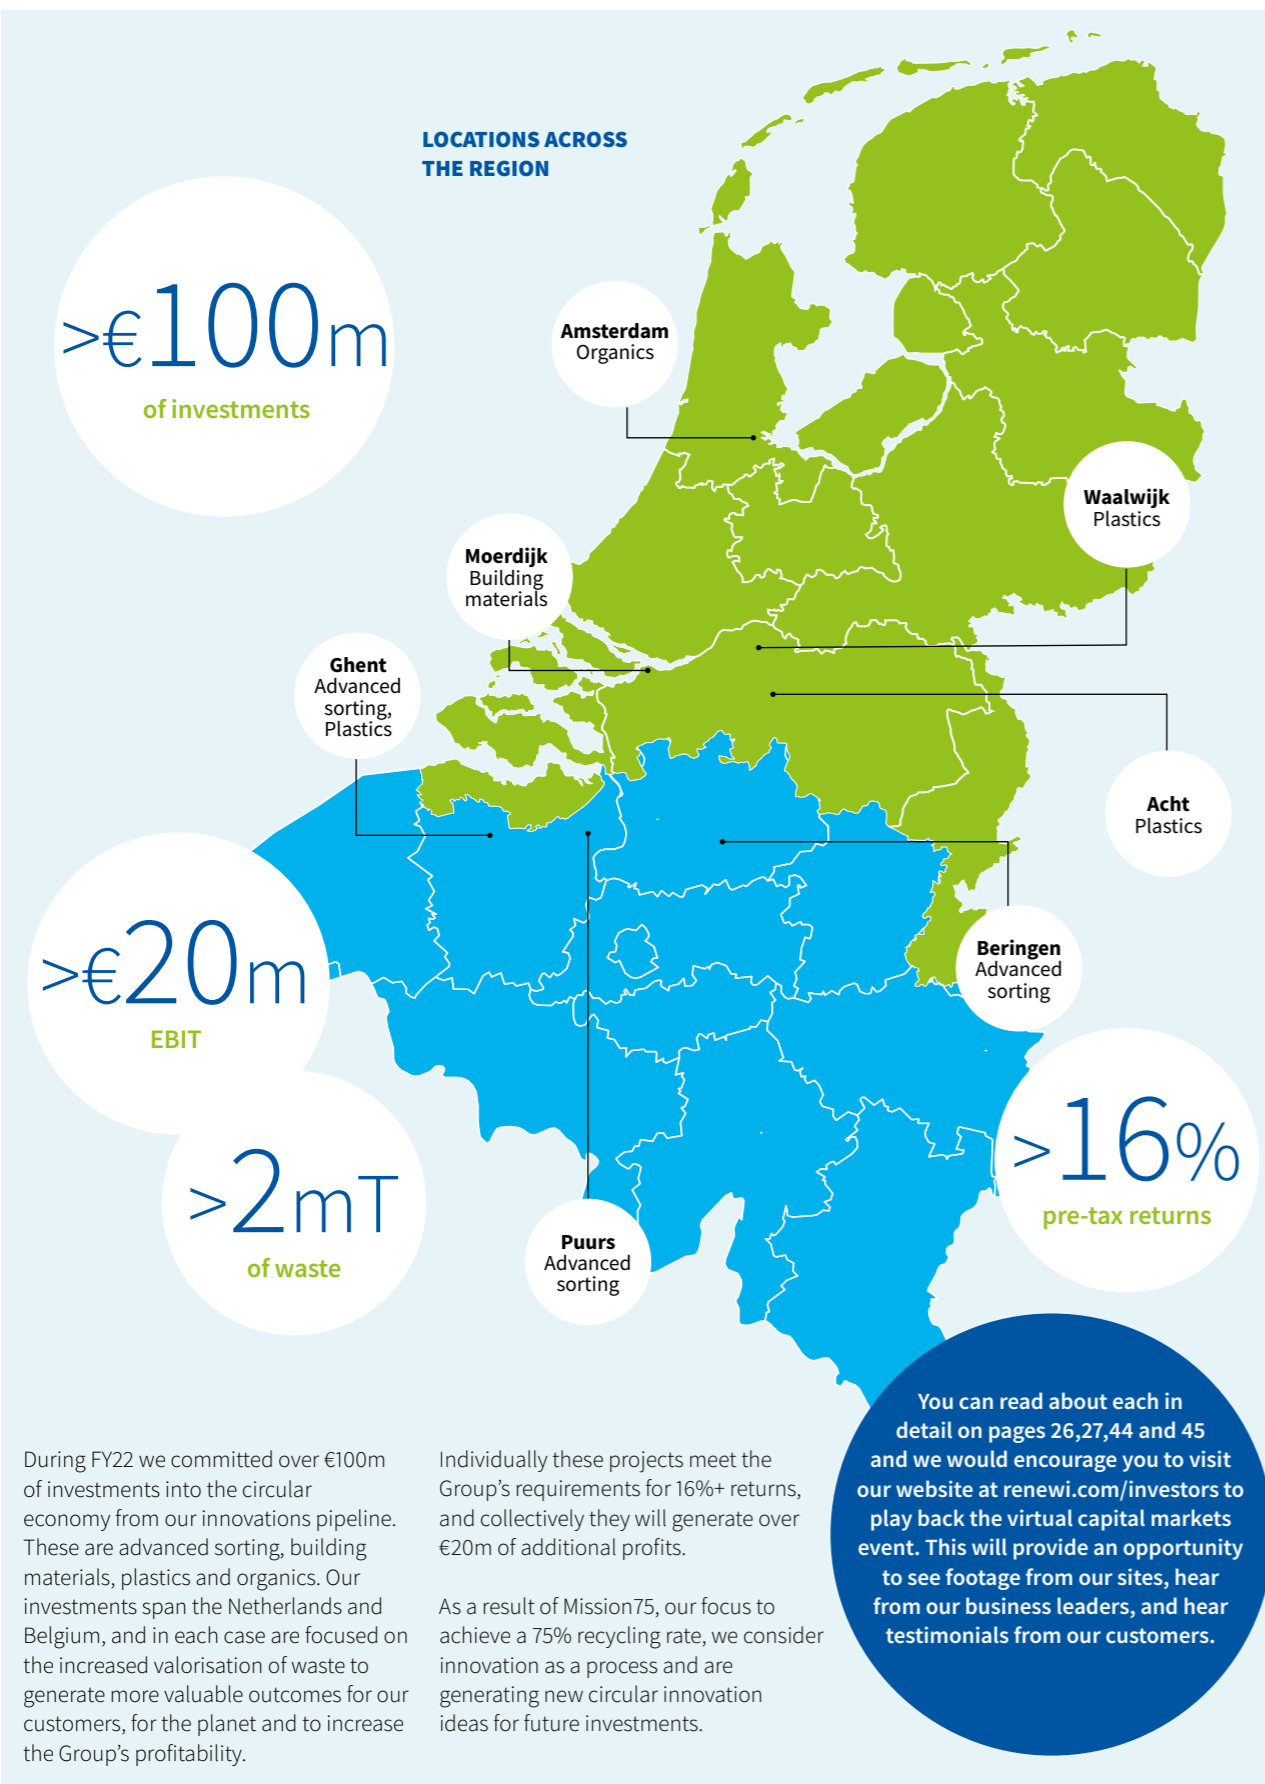 LOCATIONS ACROSS
THE REGION
>€100m
of investments
Amsterdam
Organics
Waalwijk
Plastics
Moerdijk
Building
materials
Ghent
Advanced
sorting,
Plastics
Acht
Plastics
>€20m
EBIT
Beringen
Advanced
sorting
>2mT
of waste
>16%
pre-tax returns
Puurs
Advanced
sorting
During FY22 we committed over €100m
of investments into the circular
economy from our innovations pipeline.
These are advanced sorting, building
materials, plastics and organics. Our
investments span the Netherlands and
Belgium, and in each case are focused on
the increased valorisation of waste to
generate more valuable outcomes for our
customers, for the planet and to increase
the Group’s profitability.
Individually these projects meet the
Group’s requirements for 16%+ returns,
and collectively they will generate over
€20m of additional profits.
As a result of Mission75, our focus to
achieve a 75% recycling rate, we consider
innovation as a process and are
generating new circular innovation
ideas for future investments.
You can read about each in
detail on pages 26,27,44 and 45
and we would encourage you to visit
our website at renewi.com/investors to
play back the virtual capital markets
event. This will provide an opportunity
to see footage from our sites, hear
from our business leaders, and hear
testimonials from our customers.